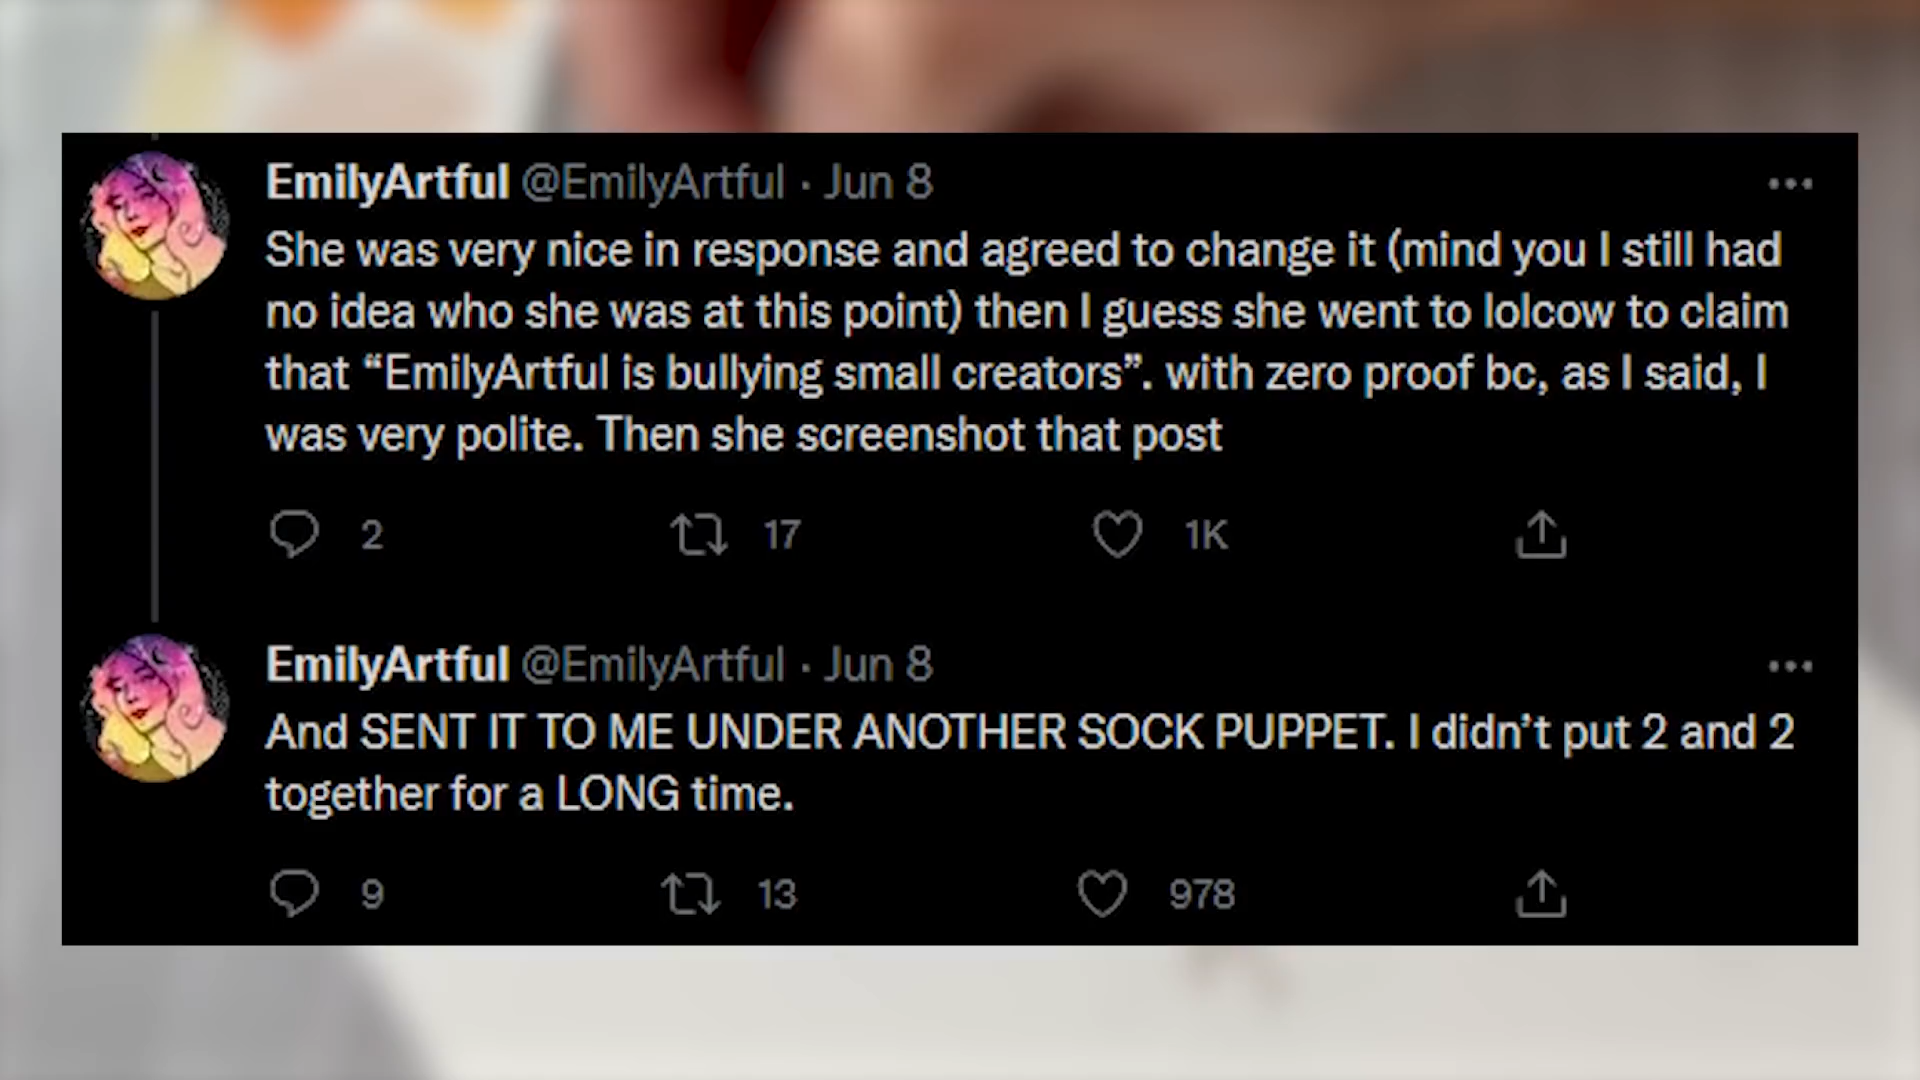 EmilyArtful @EmilyArtful · Jun 8
She was very nice in response and agreed to change it (mind you I still had
no idea who she was at this point) then I guess she went to lolcow to claim
that “EmilyArtful is bullying small creators”. with zero proof bc, as I said, I
was very polite. Then she screenshot that post
2 17 1K
EmilyArtful @EmilyArtful · Jun 8
And SENT IT TO ME UNDER ANOTHER SOCK PUPPET. I didn’t put 2 and 2
together for a LONG time.
9 13 978